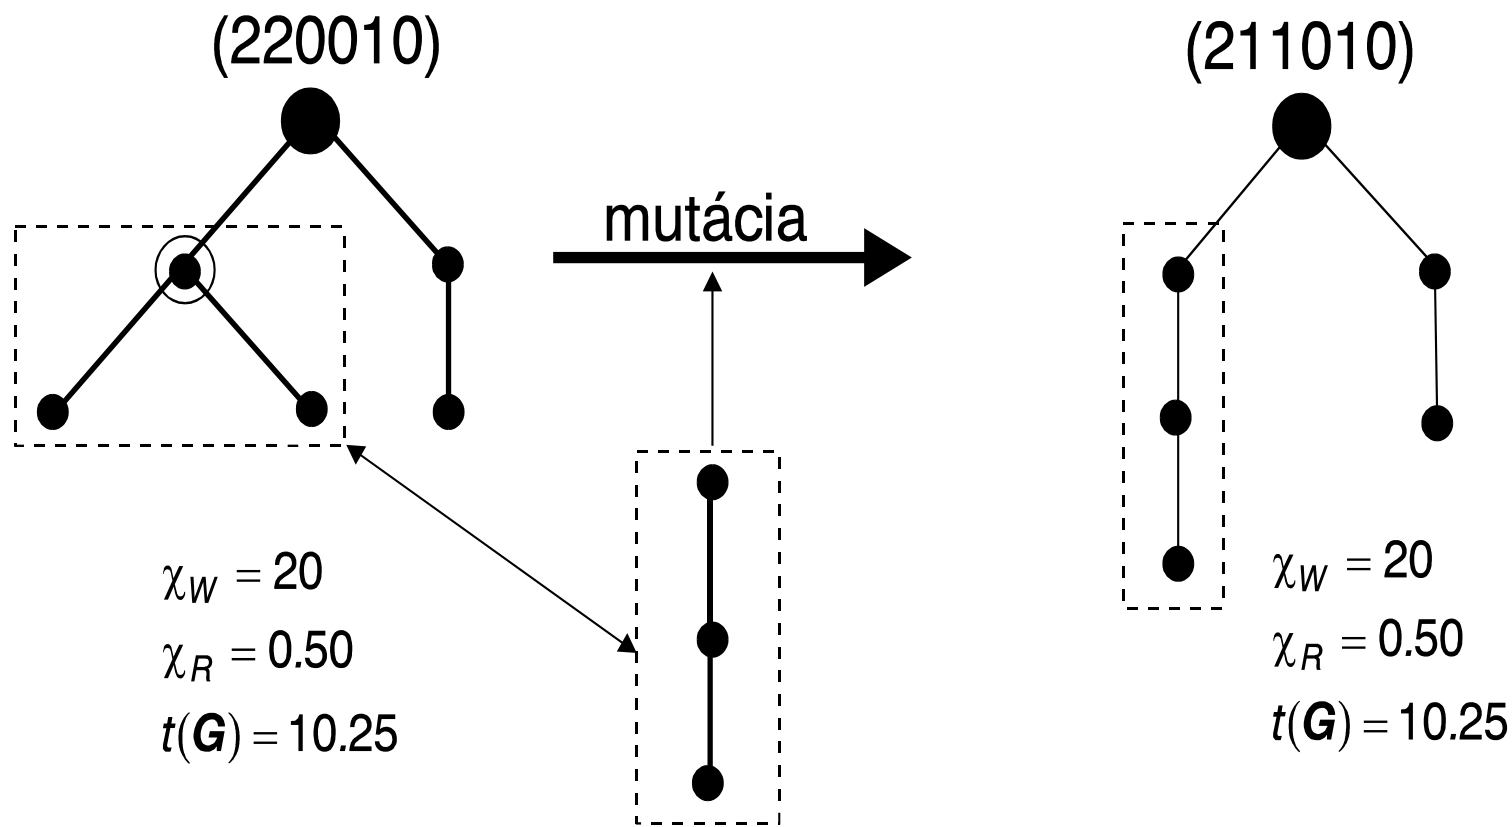 (220010)
(211010)
mutácia
χW = 20
χR = 0.50
t(G) = 10.25
χW = 20
χR = 0.50
t(G) = 10.25